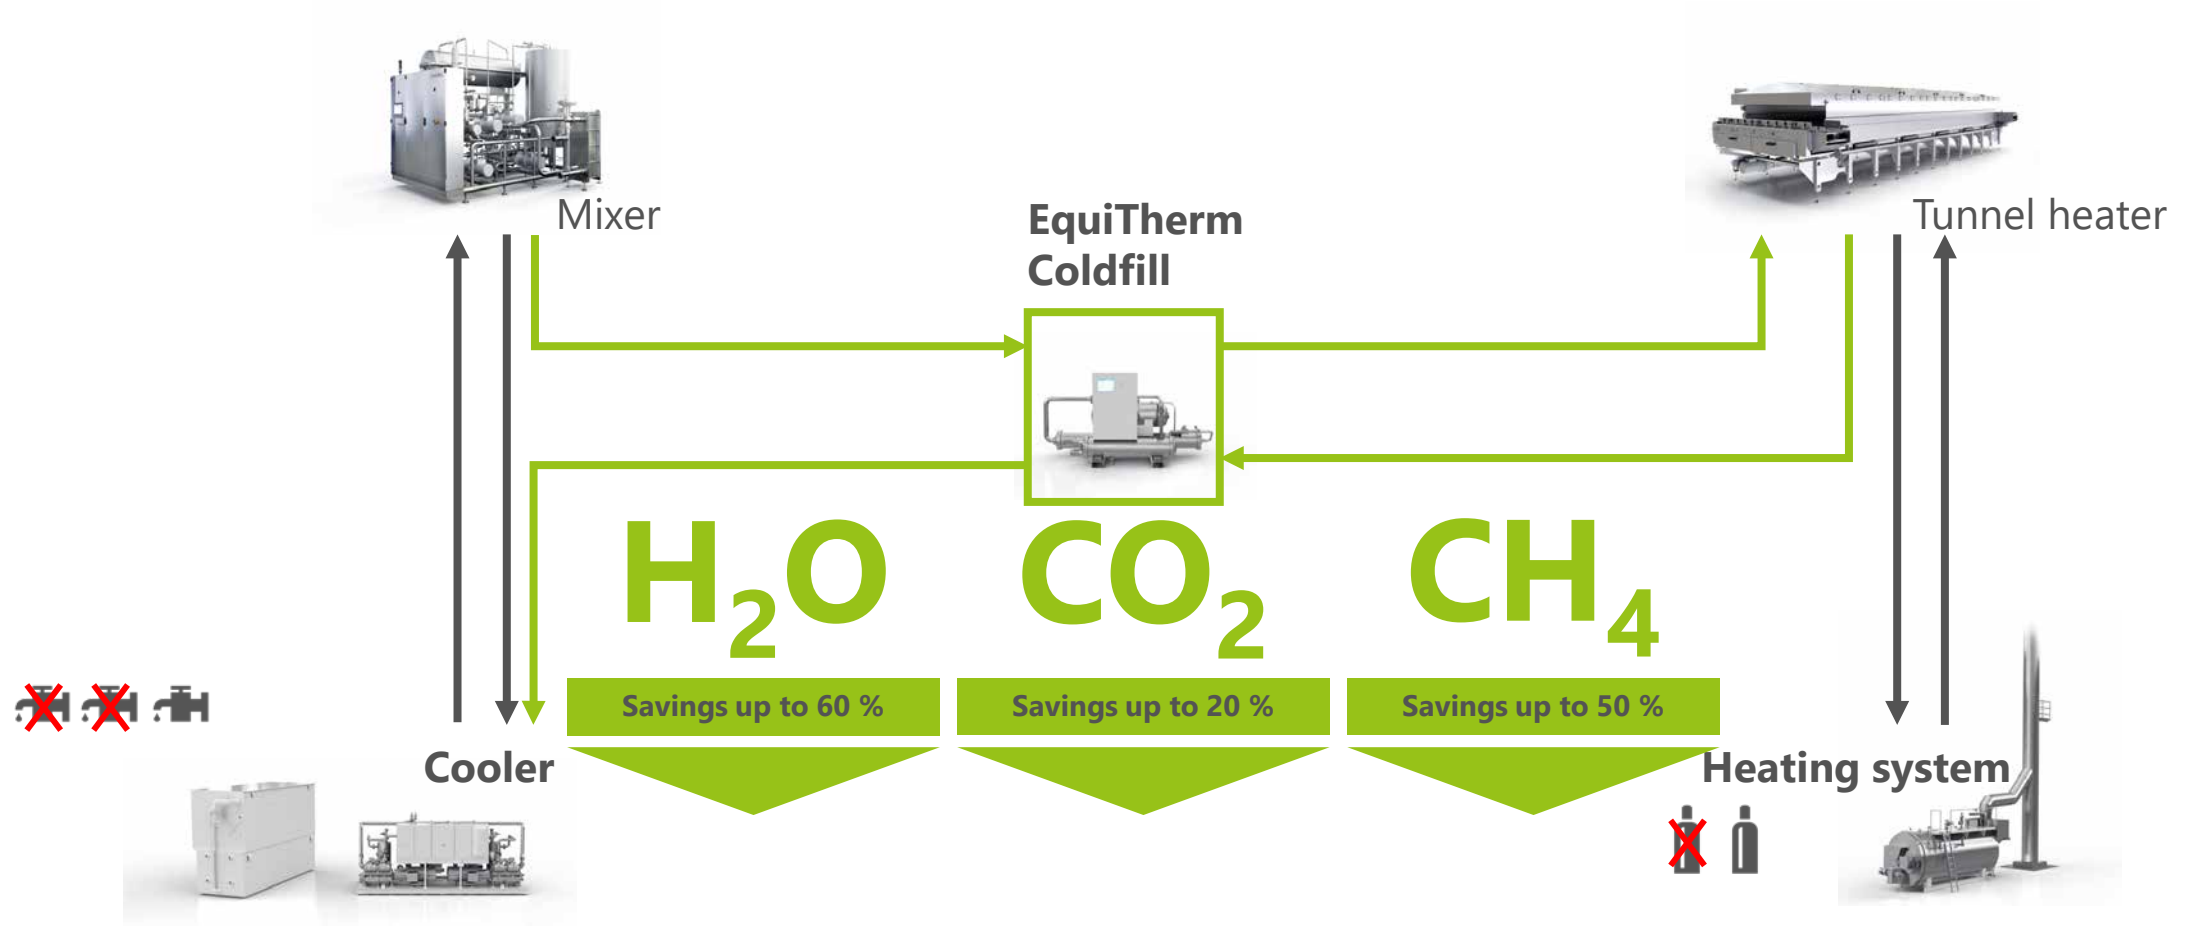 Mixer
Tunnel heater
EquiTherm
Coldfill
H2O
CO2
CH4
Savings up to 60 %
Savings up to 20 %
Savings up to 50 %
Cooler
Heating system